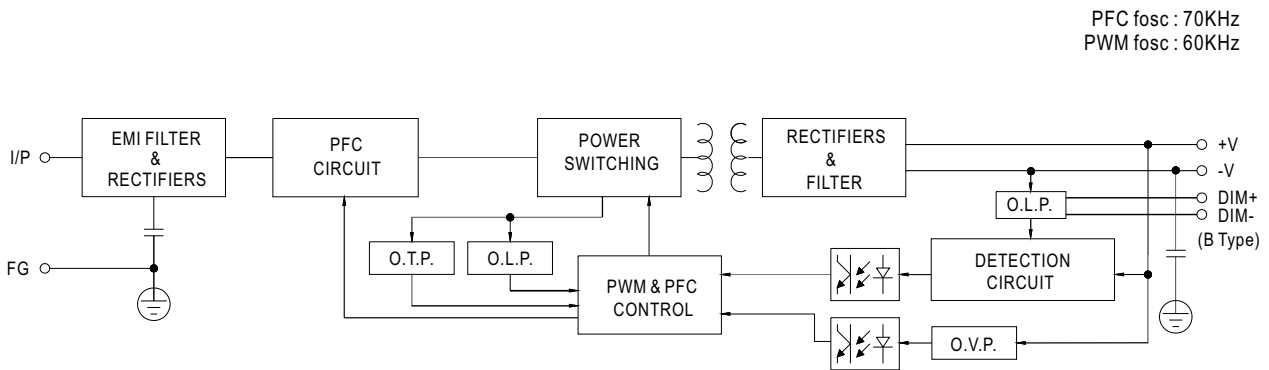 PFC fosc : 70KHz
PWM fosc : 60KHz
I/P
EMI FILTER
&
RECTIFIERS
PFC
CIRCUIT
POWER
SWITCHING
RECTIFIERS
&
FILTER
+V
-V
DIM+
DIM-
(B Type)
O.L.P.
FG
O.T.P.
O.L.P.
PWM & PFC
CONTROL
DETECTION
CIRCUIT
O.V.P.